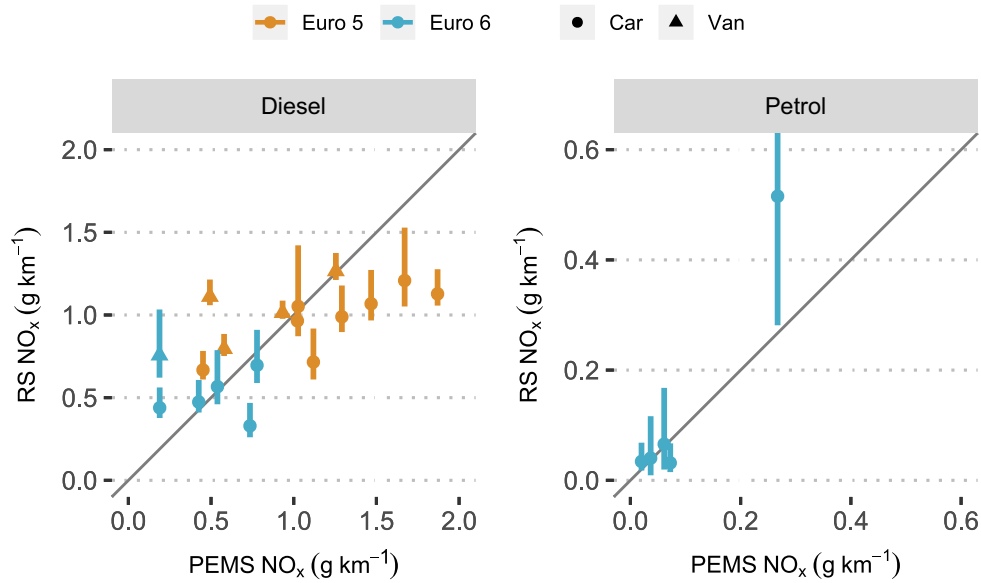 Euro 5 Euro 6 Car Van
Diesel
Petrol
2.0
1.5
1.0
0.5
0.0
RS NOₓ (g km⁻¹)
0.0 0.5 1.0 1.5 2.0
PEMS NOₓ (g km⁻¹)
0.6
0.4
0.2
0.0
RS NOₓ (g km⁻¹)
0.0 0.2 0.4 0.6
PEMS NOₓ (g km⁻¹)